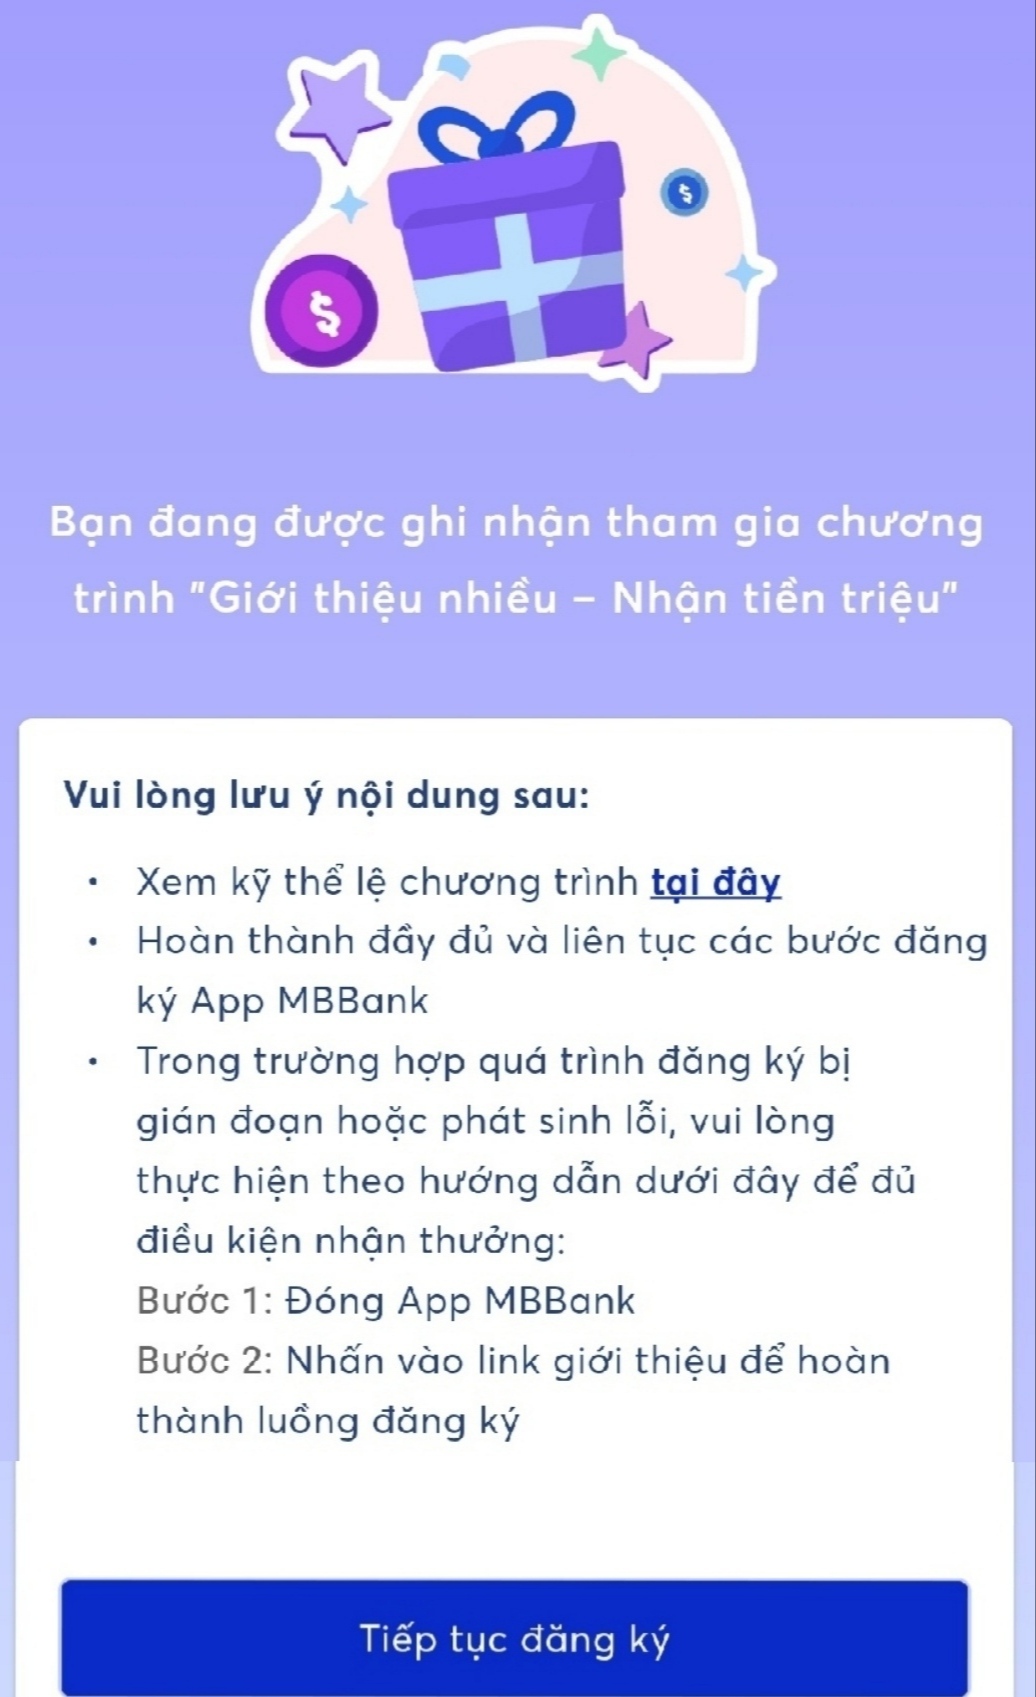 Bạn đang được ghi nhận tham gia chương
trình "Giới thiệu nhiều – Nhận tiền triệu"
Vui lòng lưu ý nội dung sau:
• Xem kỹ thể lệ chương trình tại đây
• Hoàn thành đầy đủ và liên tục các bước đăng
ký App MBBank
• Trong trường hợp quá trình đăng ký bị
gián đoạn hoặc phát sinh lỗi, vui lòng
thực hiện theo hướng dẫn dưới đây để đủ
điều kiện nhận thưởng:
Bước 1: Đóng App MBBank
Bước 2: Nhấn vào link giới thiệu để hoàn
thành luồng đăng ký
Tiếp tục đăng ký